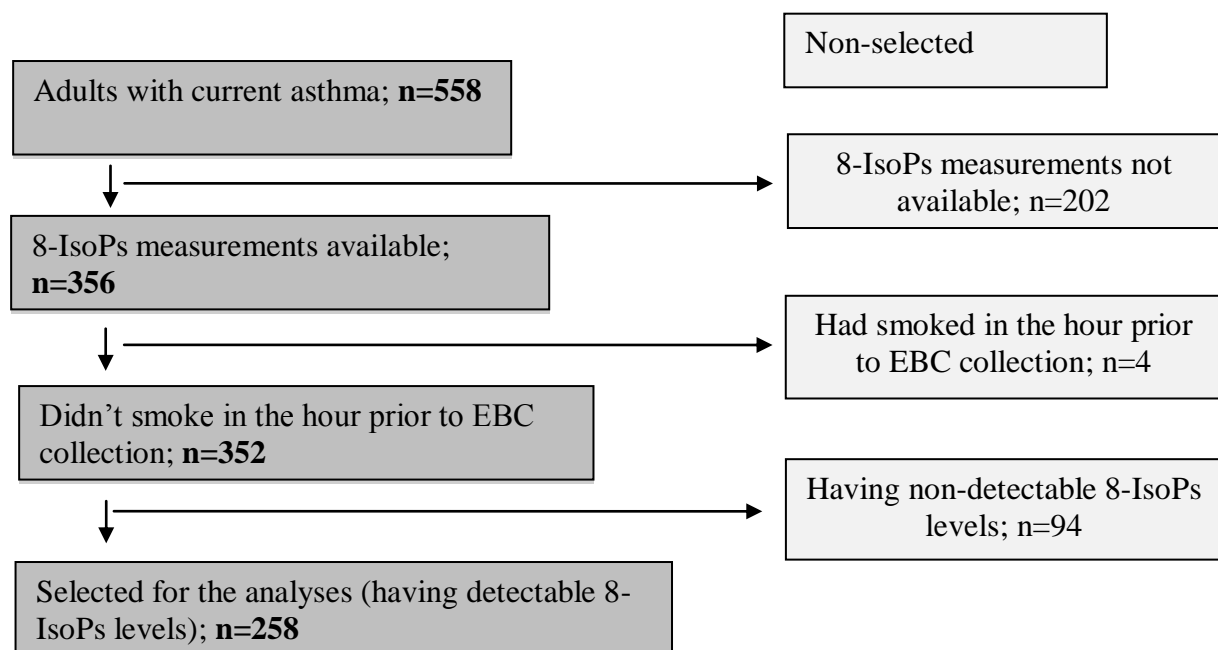 Non-selected
Adults with current asthma; n=558
8-IsoPs measurements not
available; n=202
8-IsoPs measurements available;
n=356
Had smoked in the hour prior
to EBC collection; n=4
Didn’t smoke in the hour prior to EBC
collection; n=352
Having non-detectable 8-IsoPs
levels; n=94
Selected for the analyses (having detectable 8-
IsoPs levels); n=258